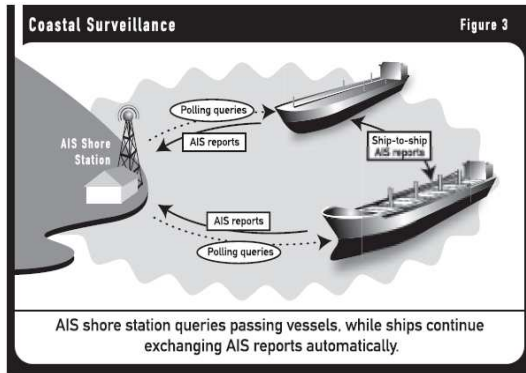 Coastal Surveillance
Figure 3
Polling queries
AIS reports
AIS Shore
Station
Ship-to-ship
AIS reports
AIS reports
Polling queries
AIS shore station queries passing vessels, while ships continue
exchanging AIS reports automatically.